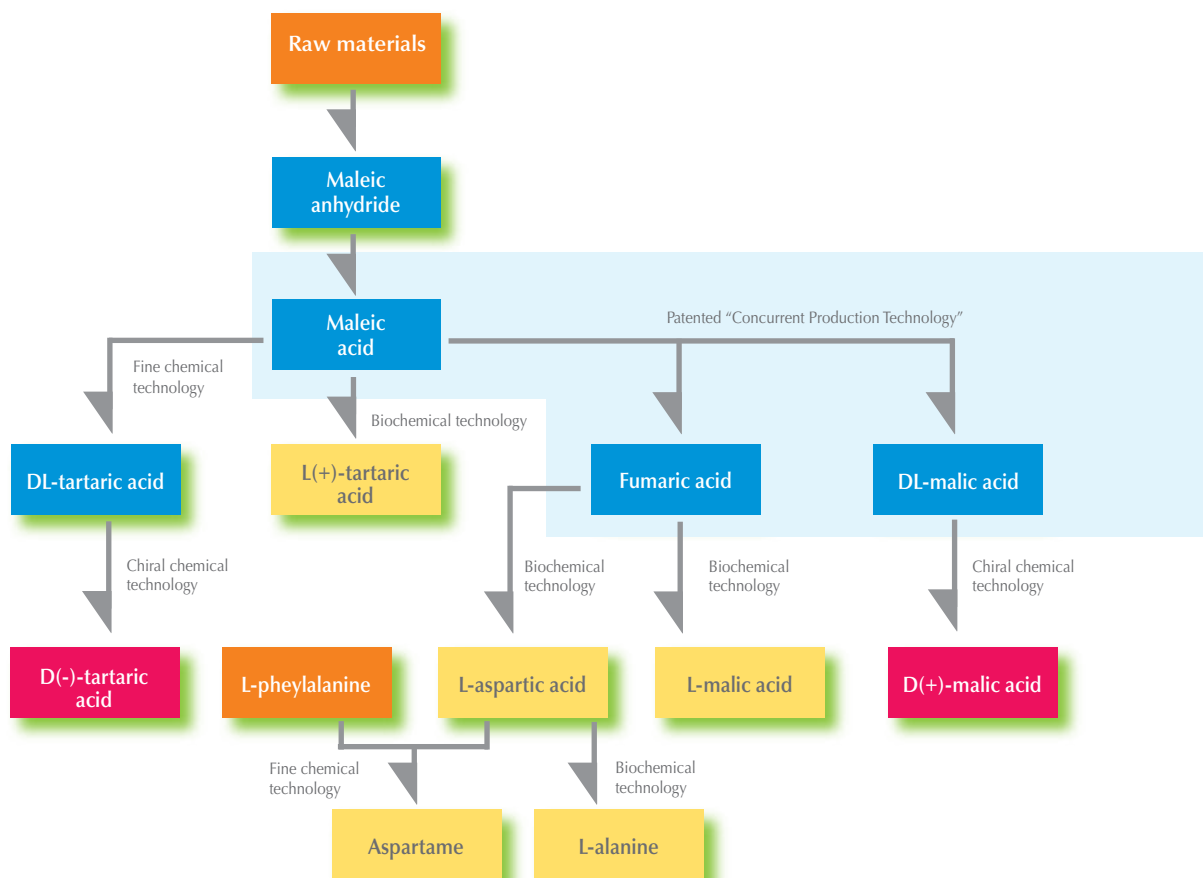 Raw materials
Maleic
anhydride
Maleic
acid
Patented “Concurrent Production Technology”
Fine chemical
technology
Biochemical technology
DL-tartaric acid
L(+)-tartaric
acid
Fumaric acid
DL-malic acid
Chiral chemical
technology
Biochemical
technology
Biochemical
technology
Chiral chemical
technology
D(-)-tartaric
acid
L-pheylalanine
L-aspartic acid
L-malic acid
D(+)-malic acid
Fine chemical
technology
Biochemical
technology
Aspartame
L-alanine